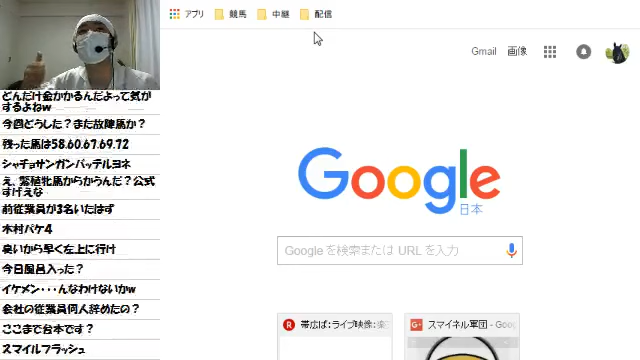 アプリ 競馬 中継 配信
Gmail 画像
Google
日本
Google を検索または URL を入力
帯広:ライブ映像:楽
スマイネル軍団 - Goog
どんだけ金かかるんだよって気が
するよねw
今回どうした？また故障馬か？
残った馬は58.60.67.69.72
シャチョサンガンバッテルヨネ
え、繁殖牝馬からからんだ？公式
すげえな
前従業員が3名いたはず
木村バケ4
臭いから早く左上に行け
今日風呂入った？
イケメン・・・んなわけないかw
会社の従業員何人辞めたの？
ここまで台本です？
スマイルフラッシュ